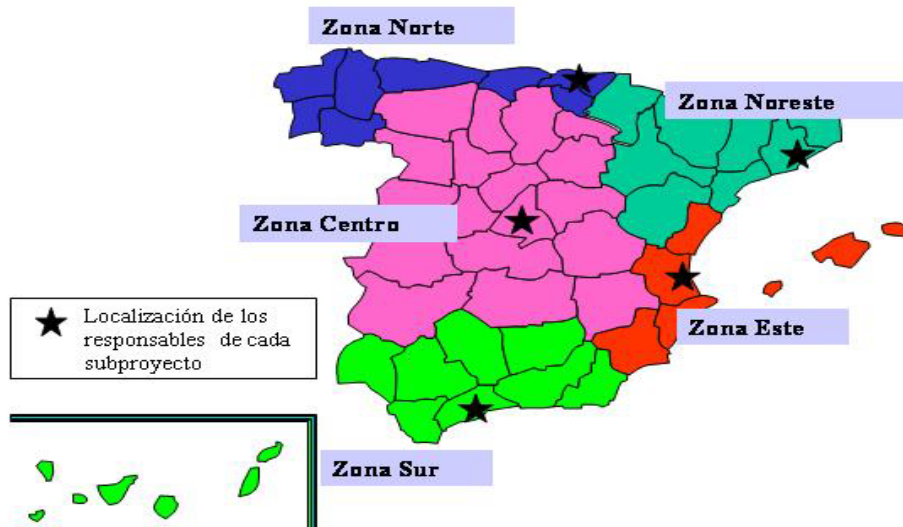 Zona Norte
Zona Noreste
Zona Centro
Localización de los
responsables de cada
subproyecto
Zona Este
Zona Sur